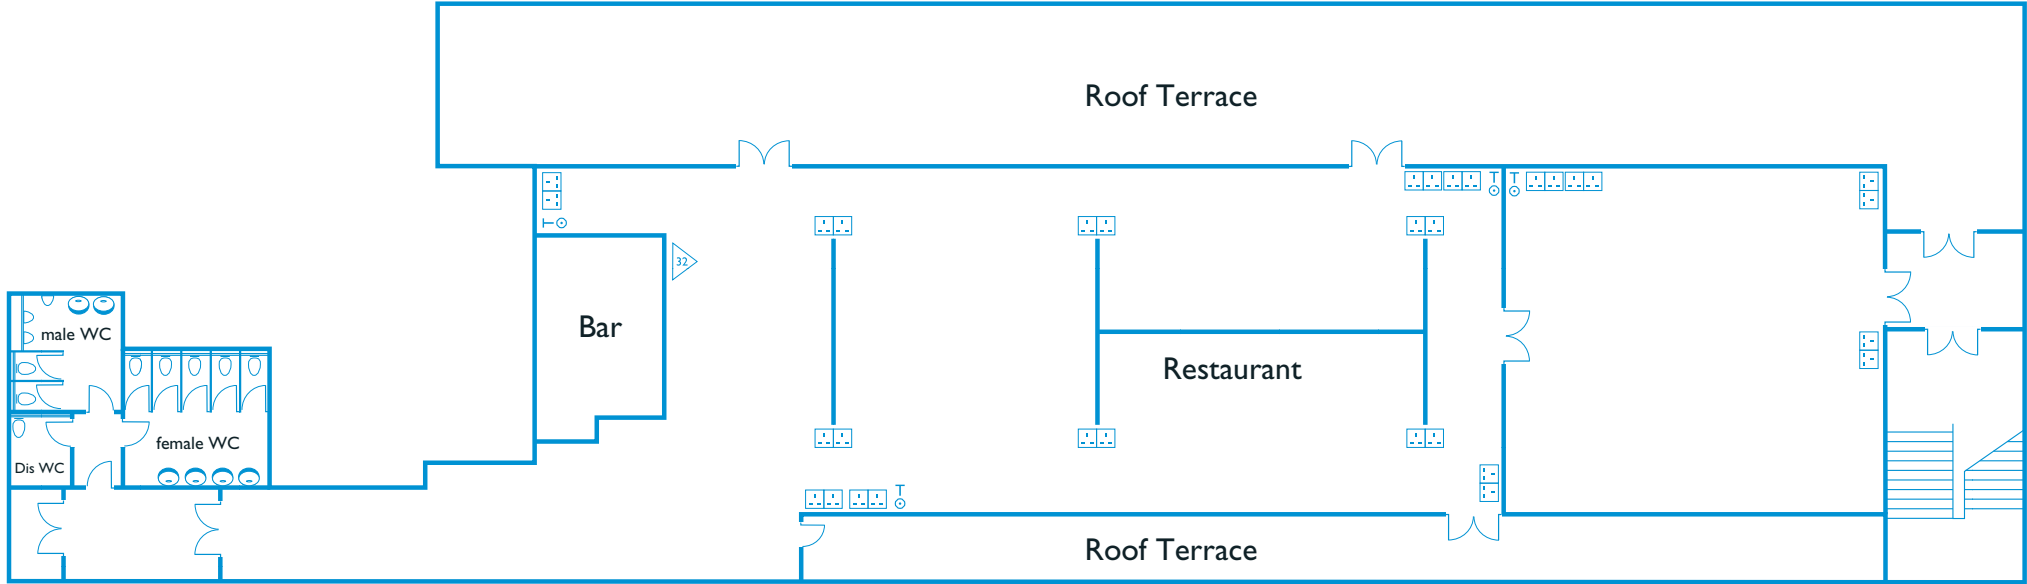 Roof Terrace
32
Bar
male WC
Restaurant
female WC
Dis WC
Roof Terrace